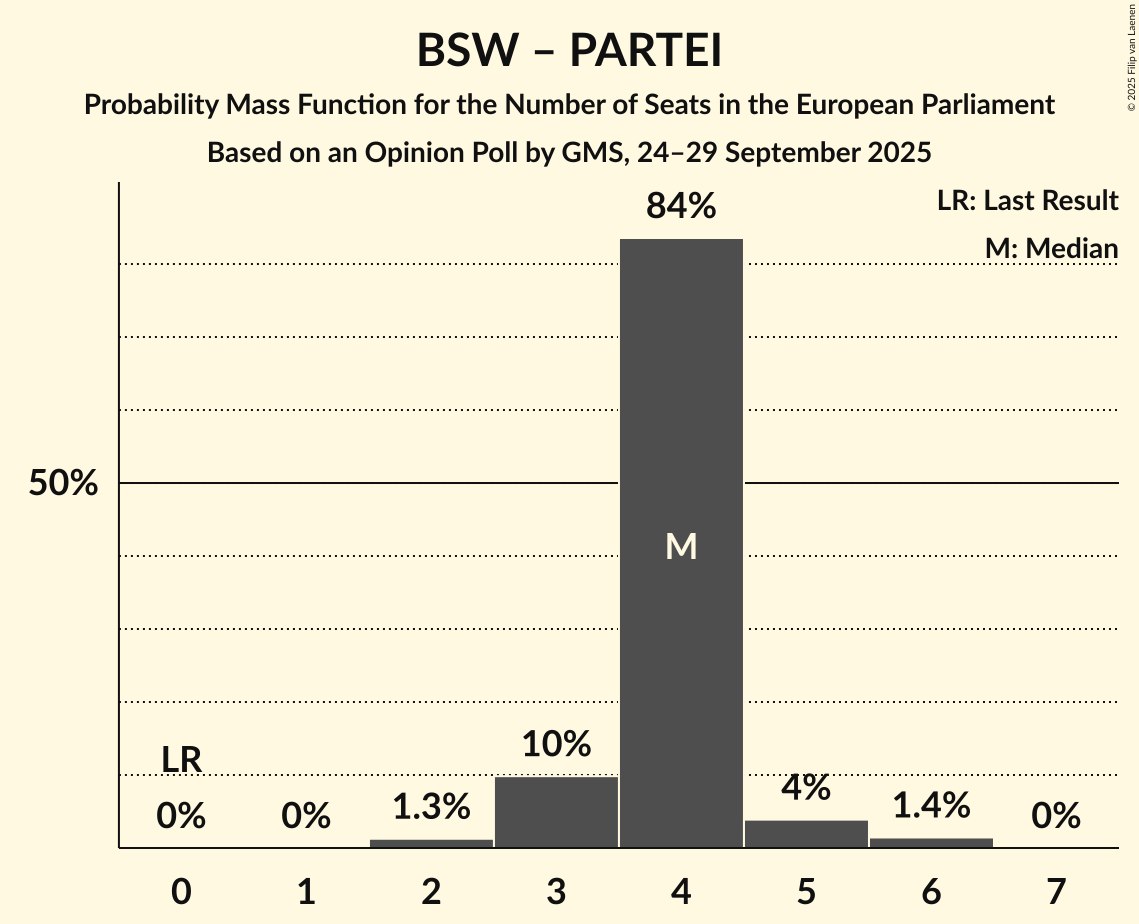 BSW – PARTEI
Probability Mass Function for the Number of Seats in the European Parliament
Based on an Opinion Poll by GMS, 24–29 September 2025
© 2025 Filip van Laenen
LR: Last Result
M: Median
84%
50%
M
LR
10%
0%
0%
1.3%
4%
1.4%
0%
0 1 2 3 4 5 6 7